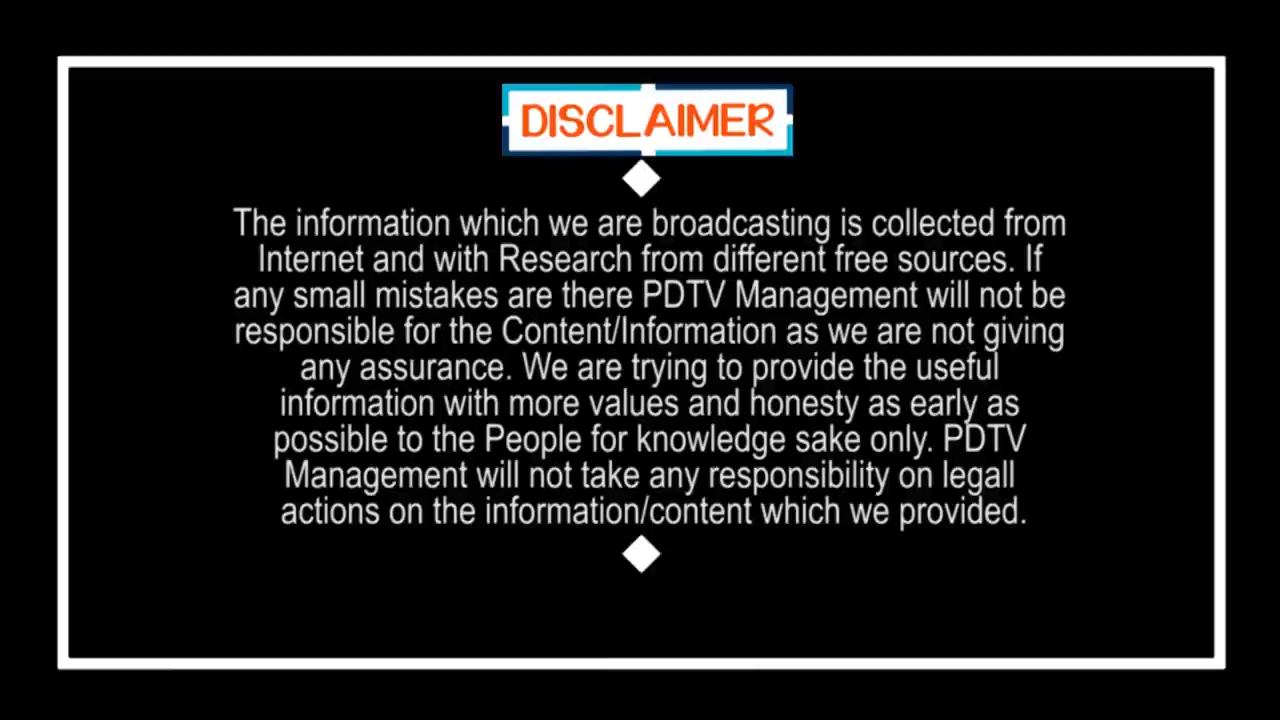 DISCLAIMER
The information which we are broadcasting is collected from
Internet and with Research from different free sources. If
any small mistakes are there PDTV Management will not be
responsible for the Content/Information as we are not giving
any assurance. We are trying to provide the useful
information with more values and honesty as early as
possible to the People for knowledge sake only. PDTV
Management will not take any responsibility on legall
actions on the information/content which we provided.